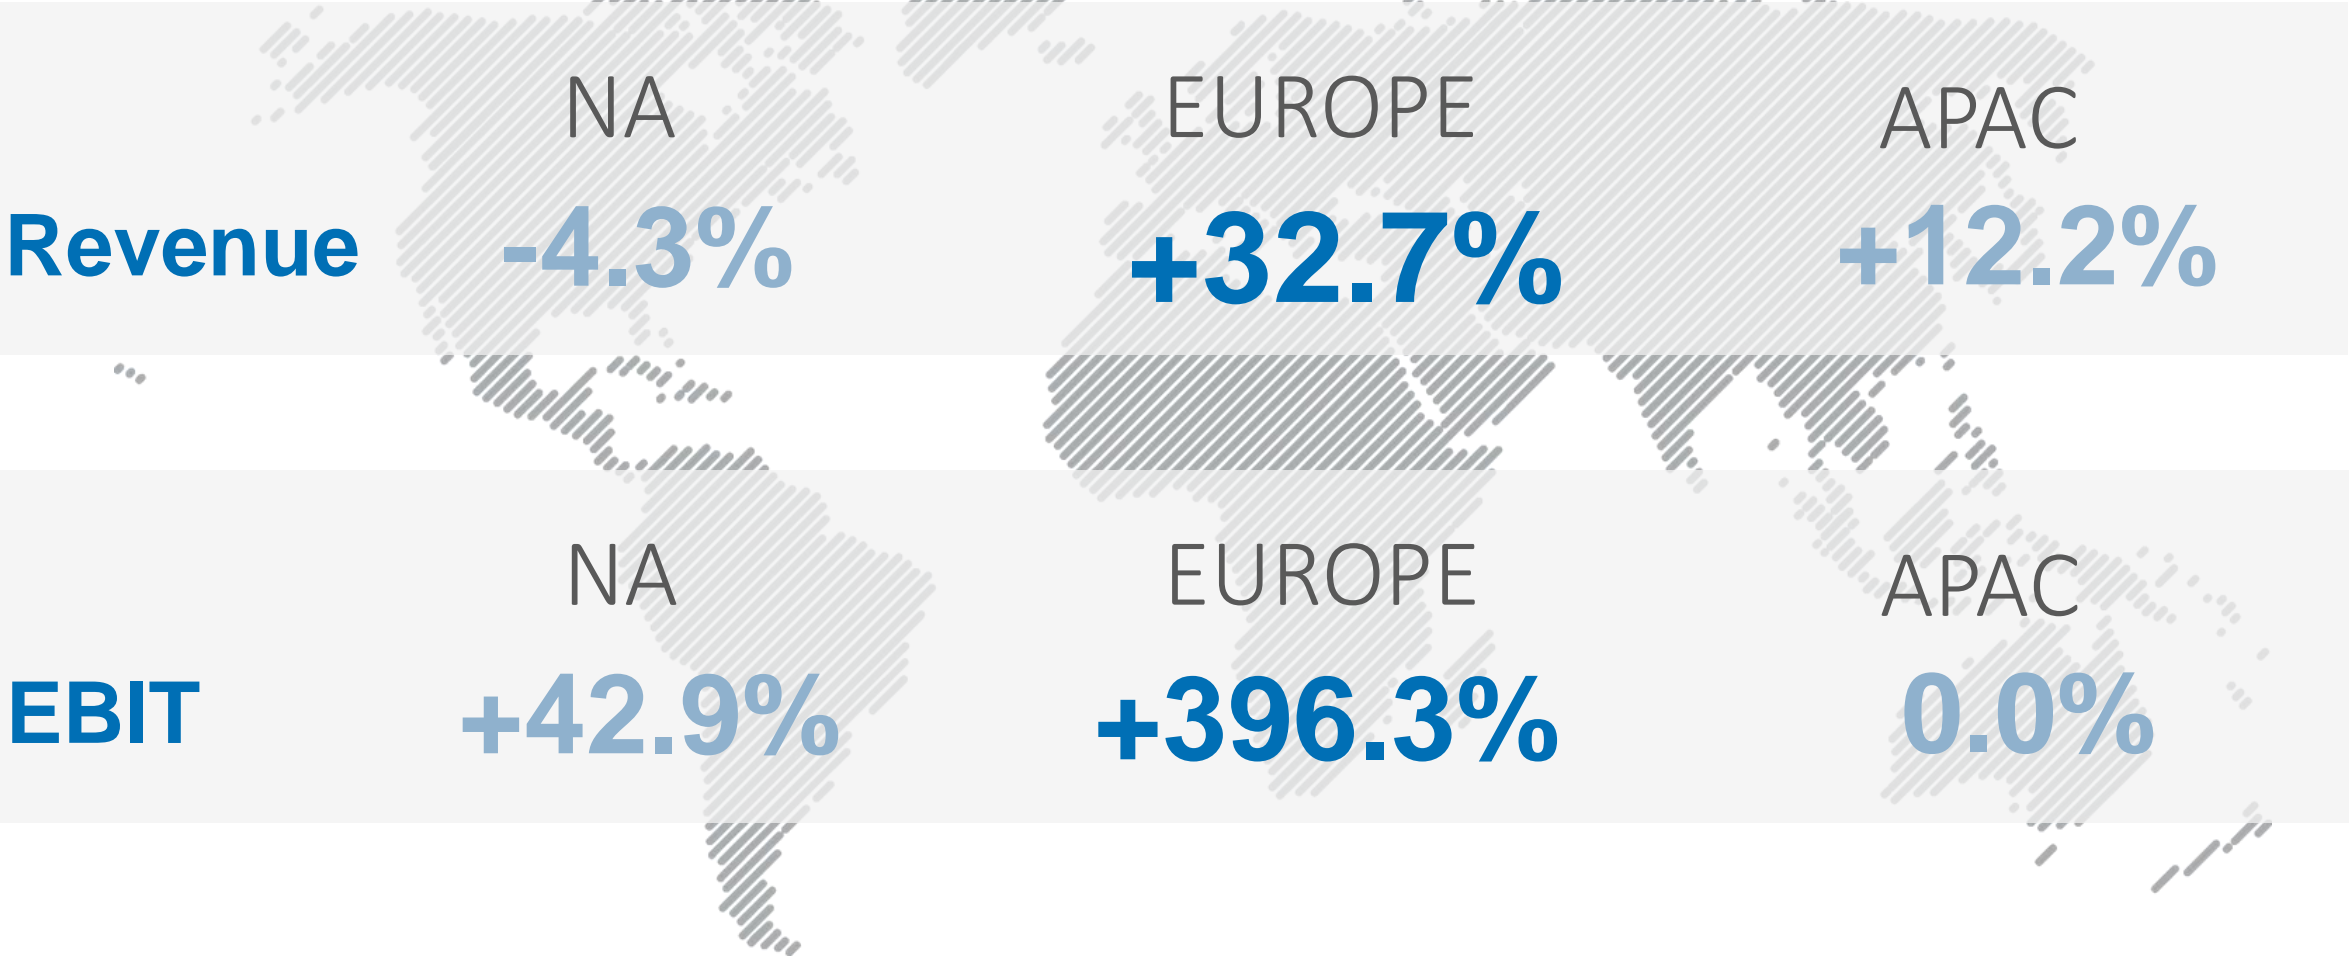 NA EUROPE APAC
Revenue -4.3% +32.7% +12.2%
NA EUROPE APAC
EBIT +42.9% +396.3% 0.0%